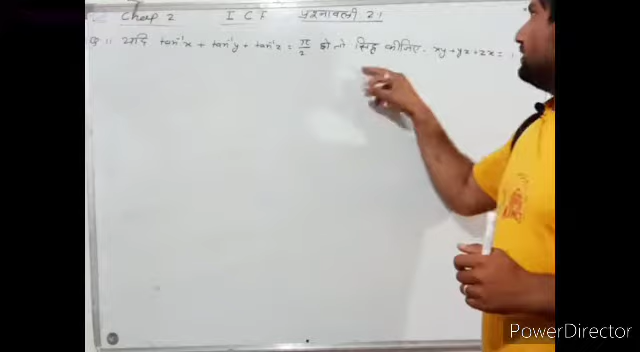 Chap 2 I C F प्रश्नावली 2.1
प्र. 11 यदि tan⁻¹x + tan⁻¹y + tan⁻¹z = π/2 हो तो सिद्ध कीजिए. xy+yz+zx = 1
PowerDirector